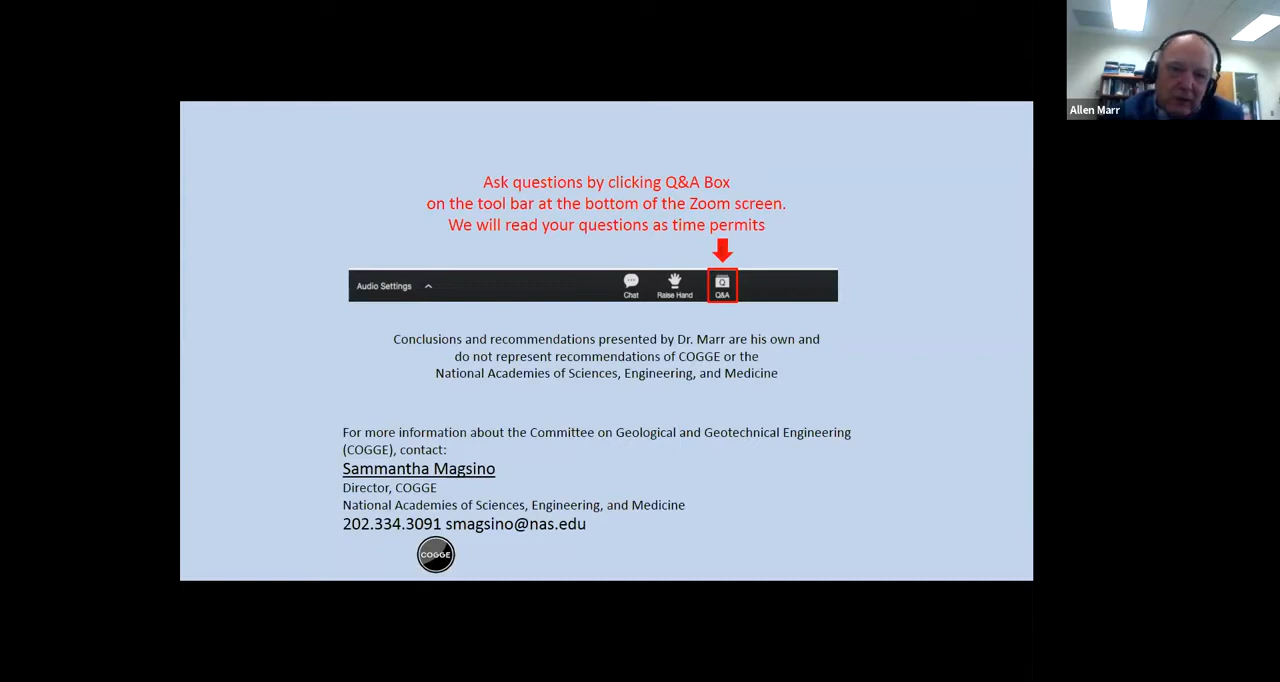 Allen Marr
Ask questions by clicking Q&A Box
on the tool bar at the bottom of the Zoom screen.
We will read your questions as time permits
Audio Settings
Chat
Raise Hand
Q
Q&A
Conclusions and recommendations presented by Dr. Marr are his own and
do not represent recommendations of COGGE or the
National Academies of Sciences, Engineering, and Medicine
For more information about the Committee on Geological and Geotechnical Engineering
(COGGE), contact:
Sammantha Magsino
Director, COGGE
National Academies of Sciences, Engineering, and Medicine
202.334.3091 smagsino@nas.edu
COGGE